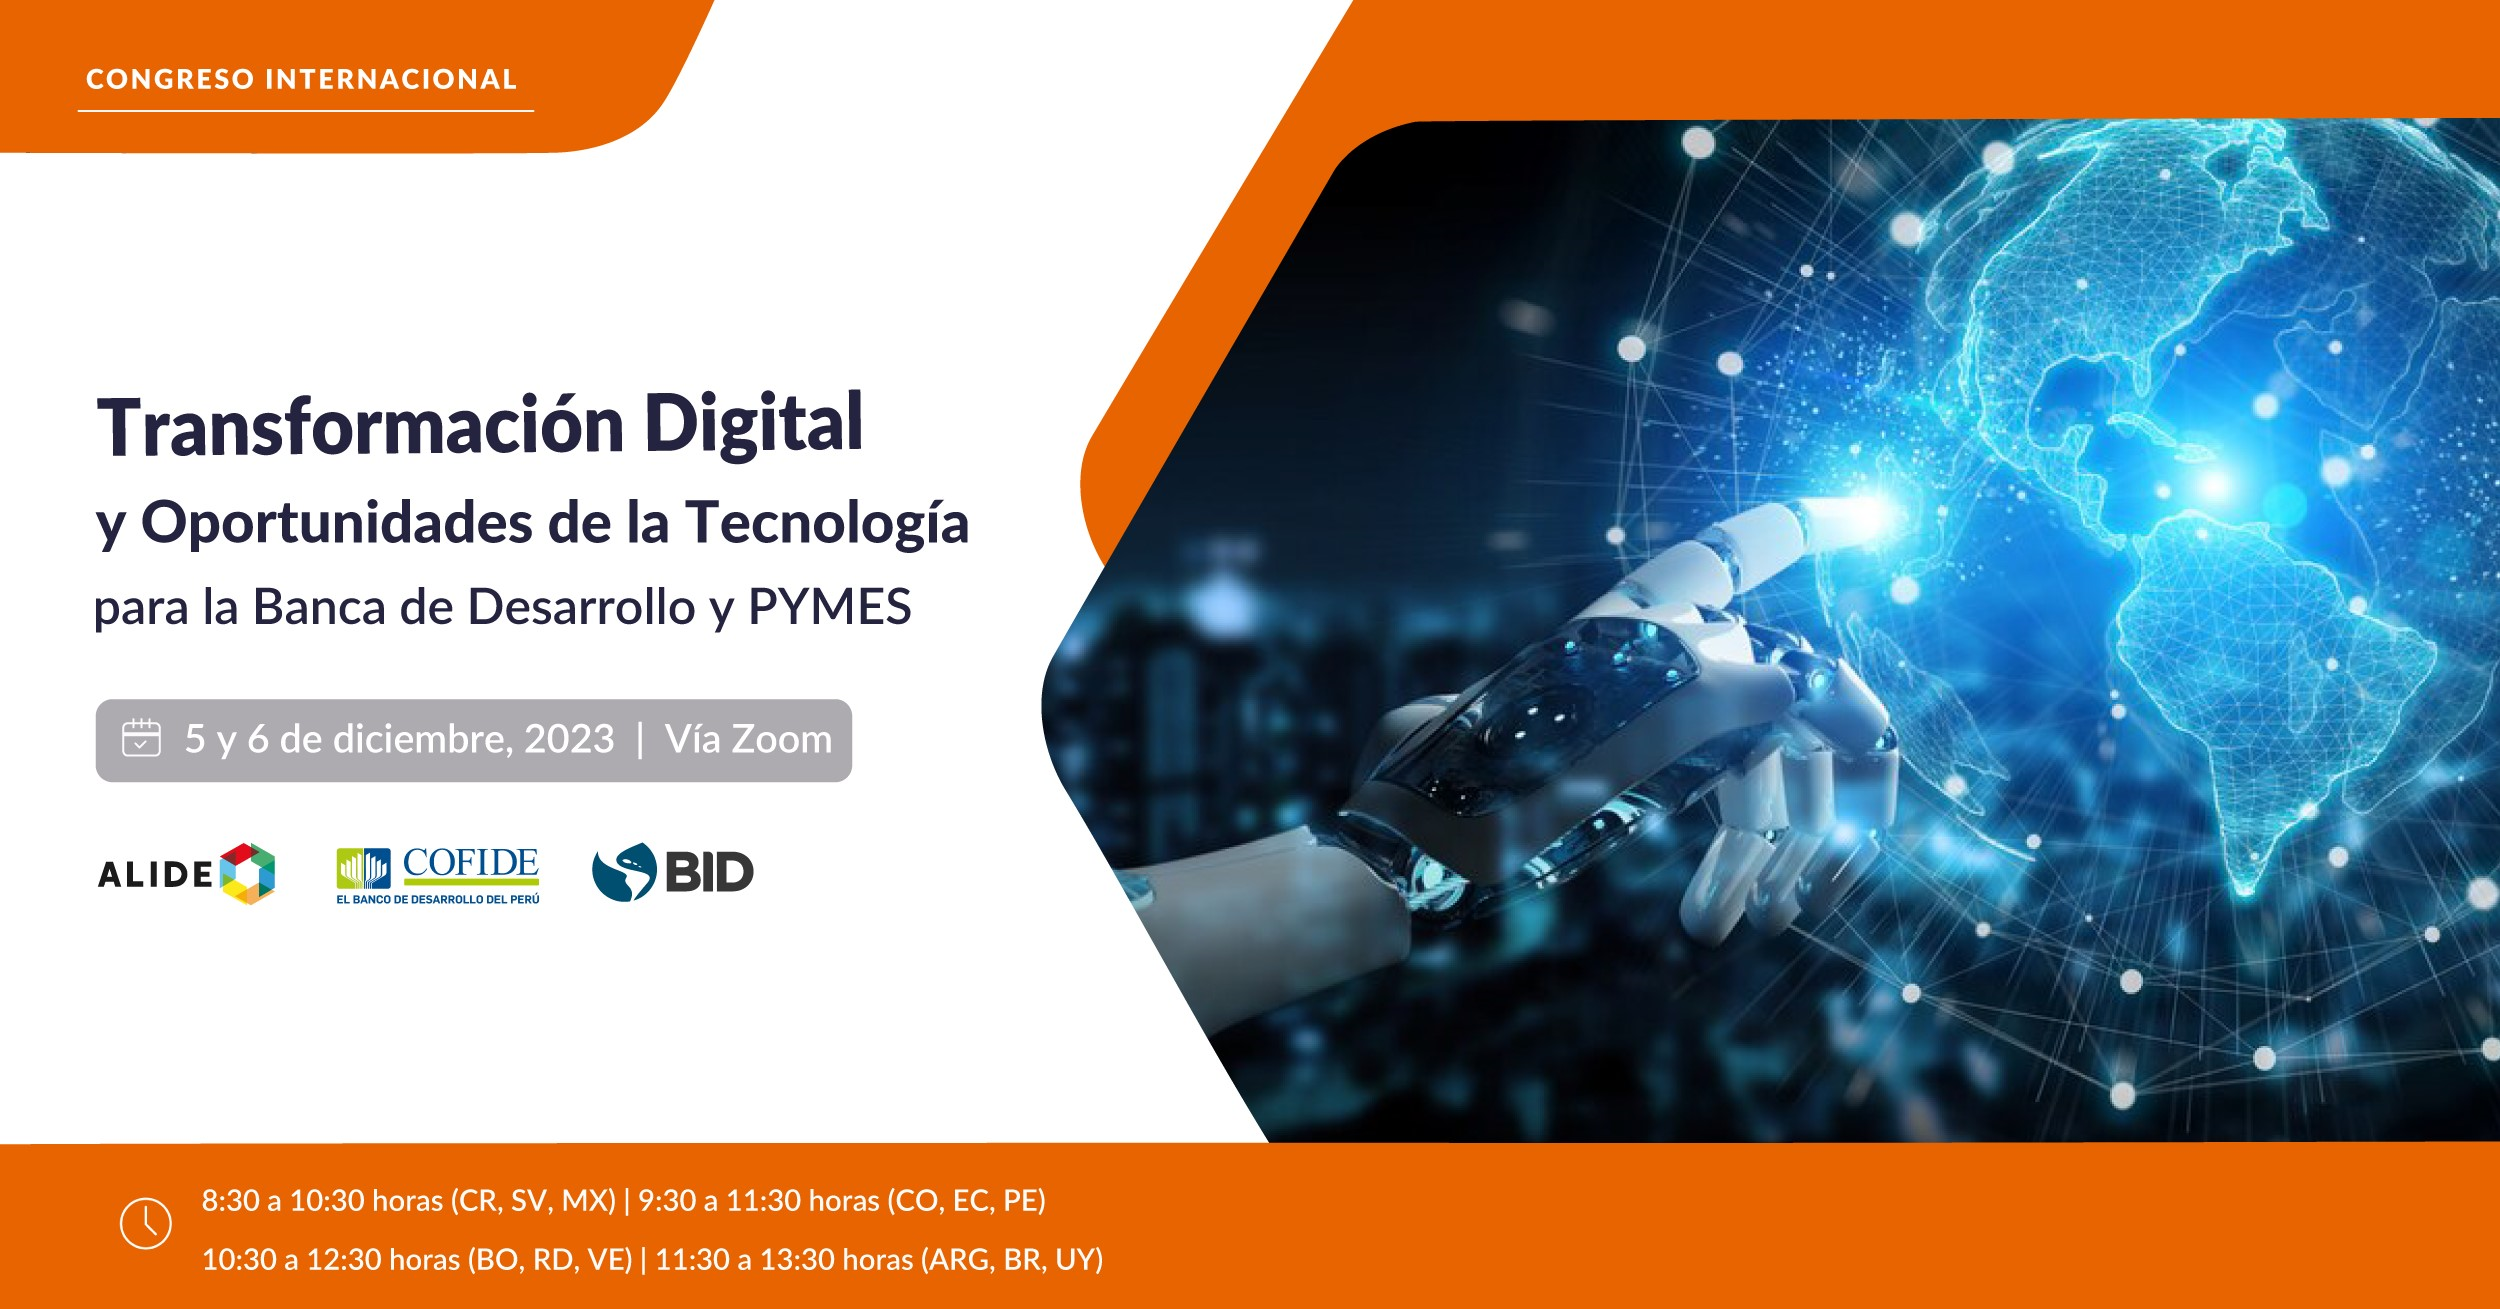 CONGRESO INTERNACIONAL
Transformación Digital
y Oportunidades de la Tecnología
para la Banca de Desarrollo y PYMES
5 y 6 de diciembre, 2023 | Vía Zoom
ALIDE
COFIDE
EL BANCO DE DESARROLLO DEL PERÚ
BID
8:30 a 10:30 horas (CR, SV, MX) | 9:30 a 11:30 horas (CO, EC, PE)
10:30 a 12:30 horas (BO, RD, VE) | 11:30 a 13:30 horas (ARG, BR, UY)